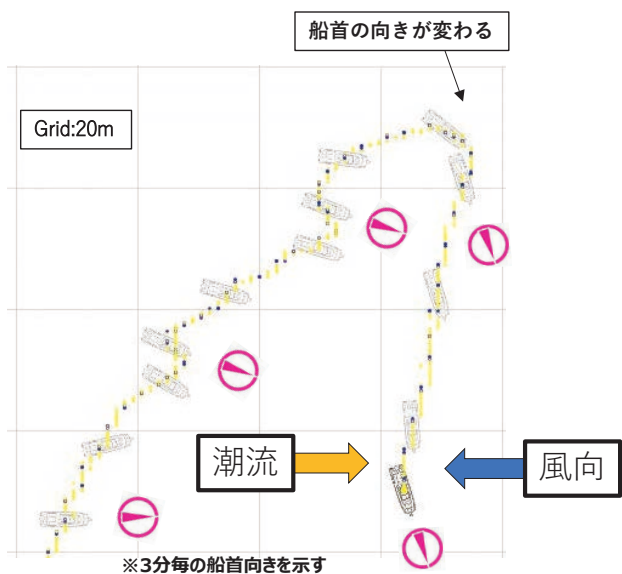 船首の向きが変わる
Grid:20m
潮流
風向
※3分毎の船首向きを示す